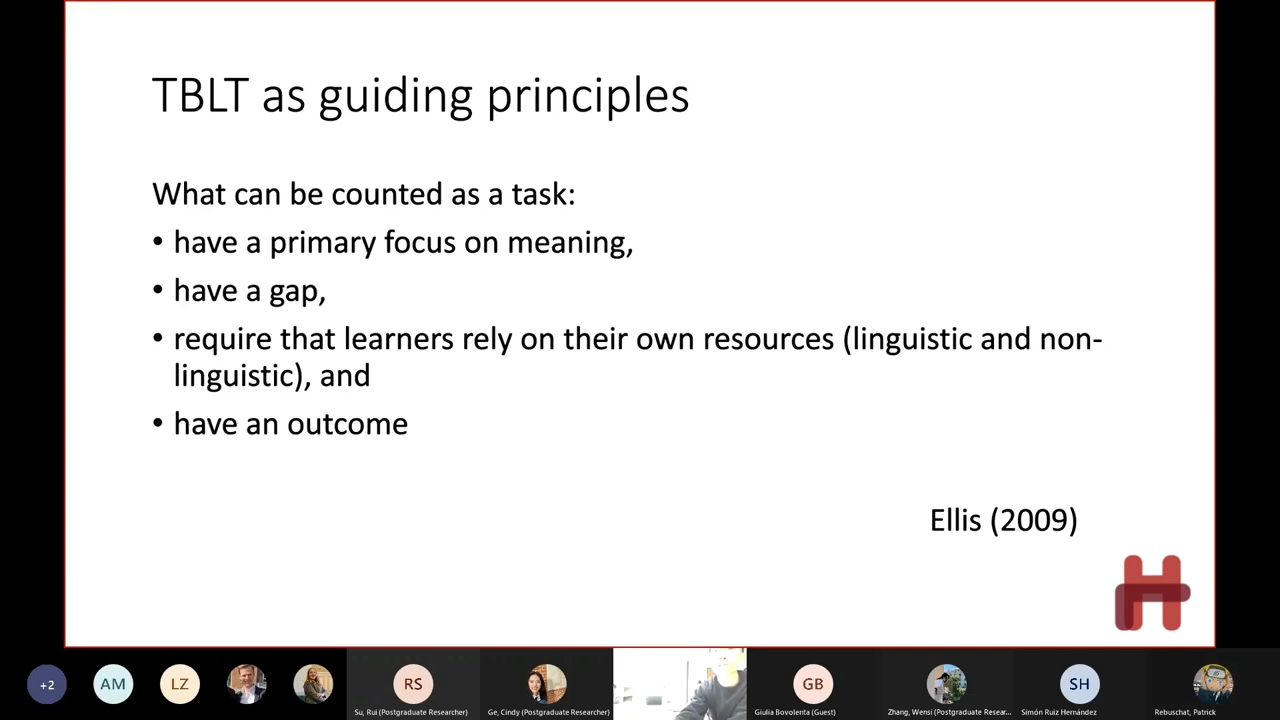 TBLT as guiding principles
What can be counted as a task:
• have a primary focus on meaning,
• have a gap,
• require that learners rely on their own resources (linguistic and non-
linguistic), and
• have an outcome
Ellis (2009)
H
+2
AM
LZ
RS
GB
SH
Su, Rui (Postgraduate Researcher)
Ge, Cindy (Postgraduate Researcher)
Giulia Bovolenta (Guest)
Zhang, Wensi (Postgraduate Resear...
Simón Ruiz Hernández
Rebuschat, Patrick